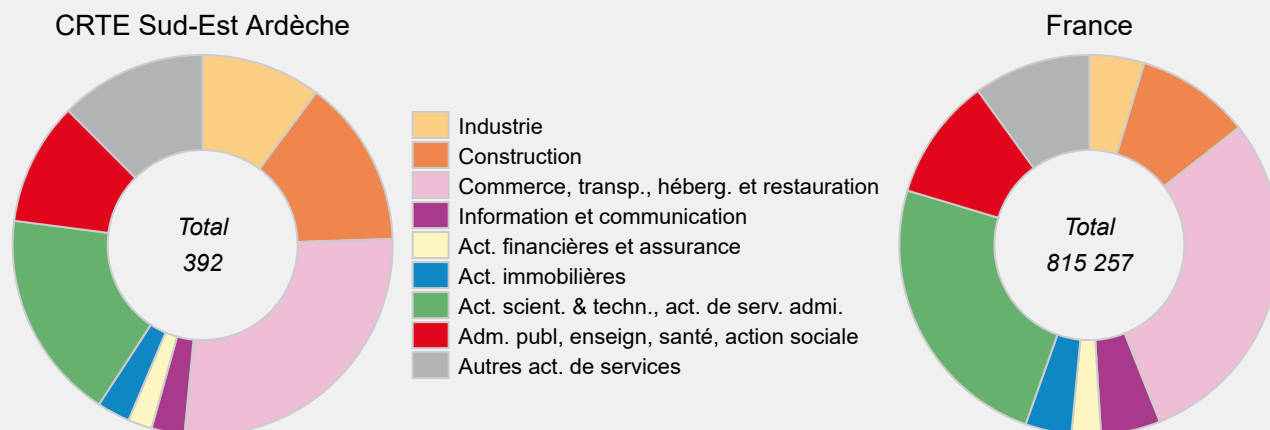 CRTE Sud-Est Ardèche
Total
392
Industrie
Construction
Commerce, transp., héberg. et restauration
Information et communication
Act. financières et assurance
Act. immobilières
Act. scient. & techn., act. de serv. admi.
Adm. publ, enseign, santé, action sociale
Autres act. de services
France
Total
815 257